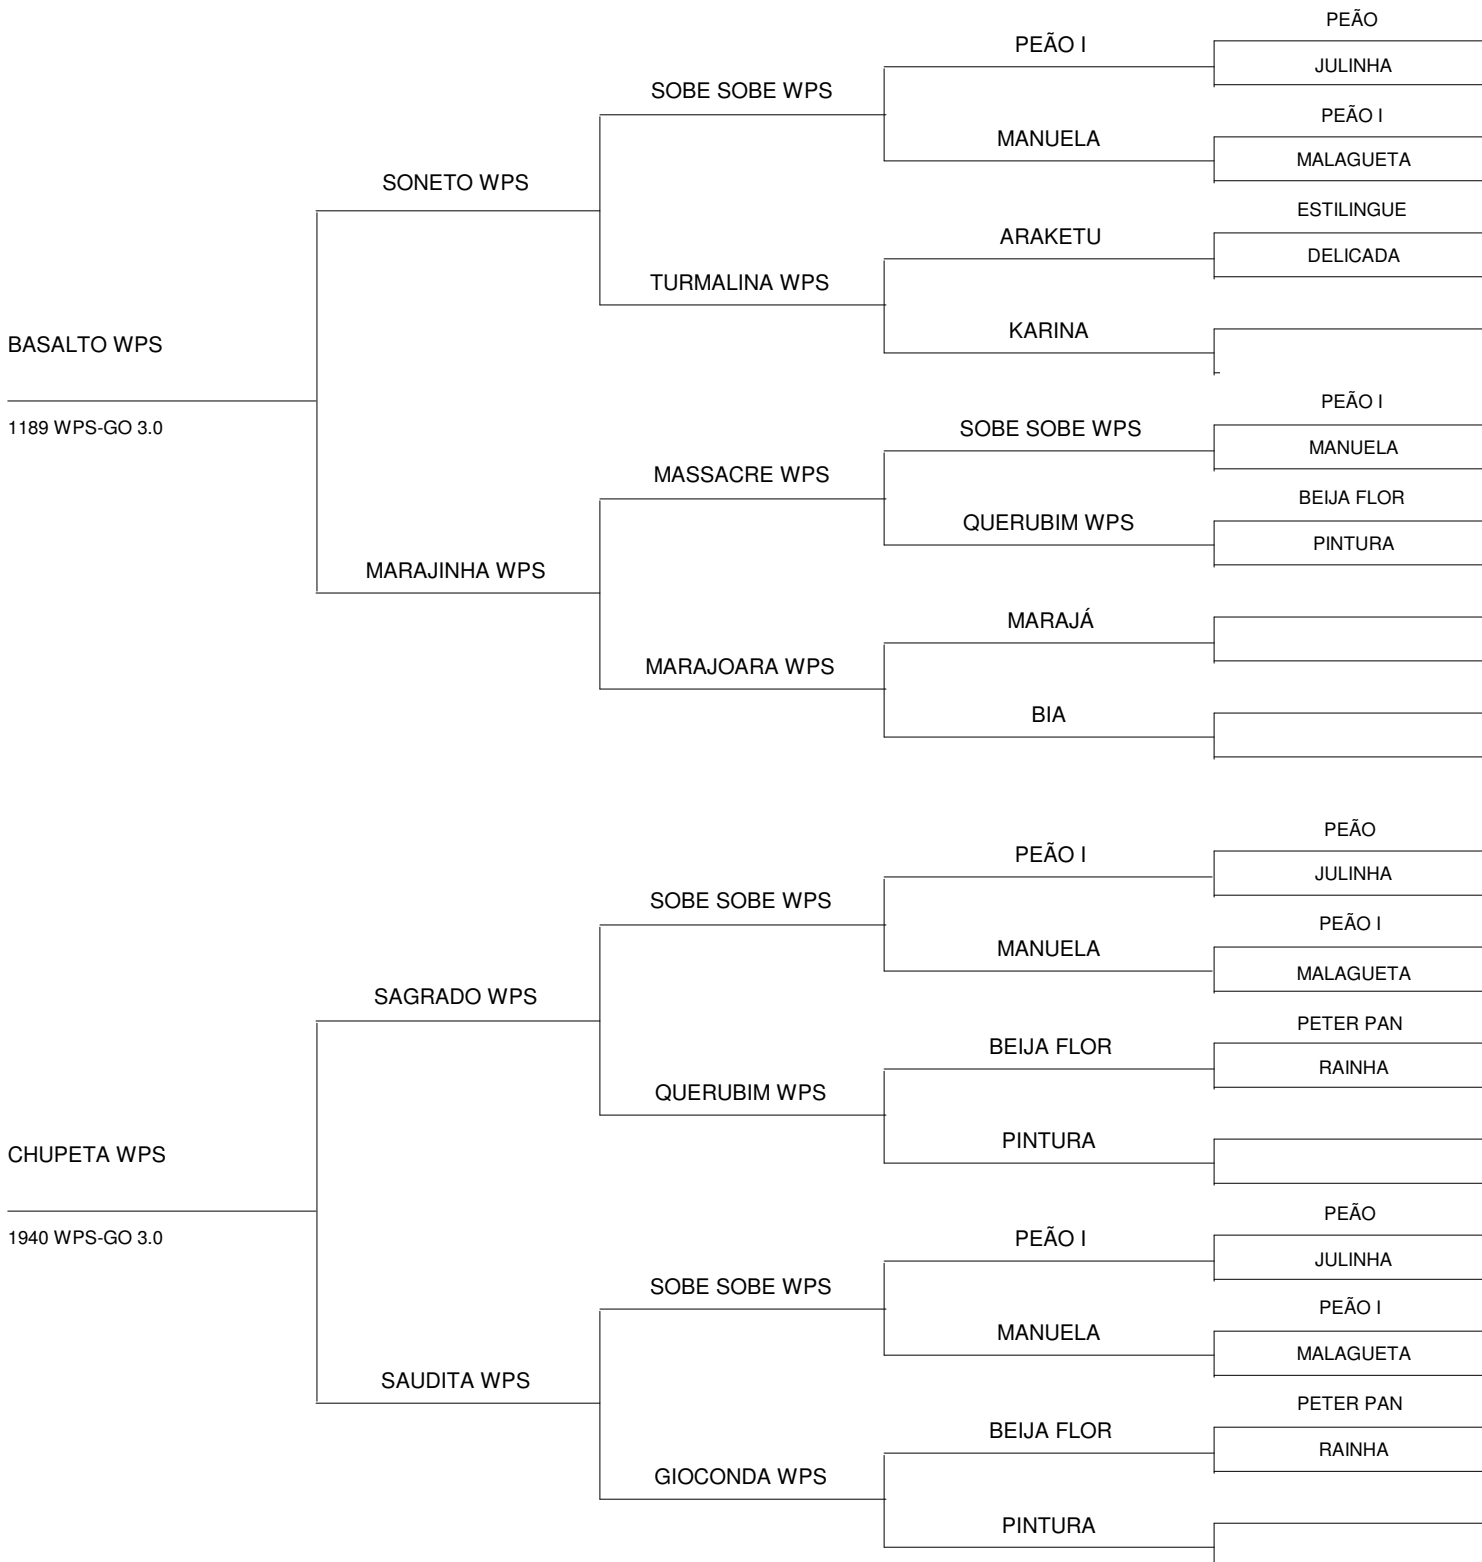 PEÃO
PEÃO I
JULINHA
SOBE SOBE WPS
PEÃO I
MANUELA
MALAGUETA
SONETO WPS
ESTILINGUE
ARAKETU
DELICADA
TURMALINA WPS
KARINA
BASALTO WPS
PEÃO I
1189 WPS-GO 3.0
SOBE SOBE WPS
MANUELA
MASSACRE WPS
BEIJA FLOR
QUERUBIM WPS
PINTURA
MARAJINHA WPS
MARAJÁ
MARAJOARA WPS
BIA
PEÃO
PEÃO I
JULINHA
SOBE SOBE WPS
PEÃO I
MANUELA
MALAGUETA
SAGRADO WPS
PETER PAN
BEIJA FLOR
RAINHA
QUERUBIM WPS
PINTURA
CHUPETA WPS
PEÃO
1940 WPS-GO 3.0
PEÃO I
JULINHA
SOBE SOBE WPS
PEÃO I
MANUELA
MALAGUETA
SAUDITA WPS
PETER PAN
BEIJA FLOR
RAINHA
GIOCONDA WPS
PINTURA